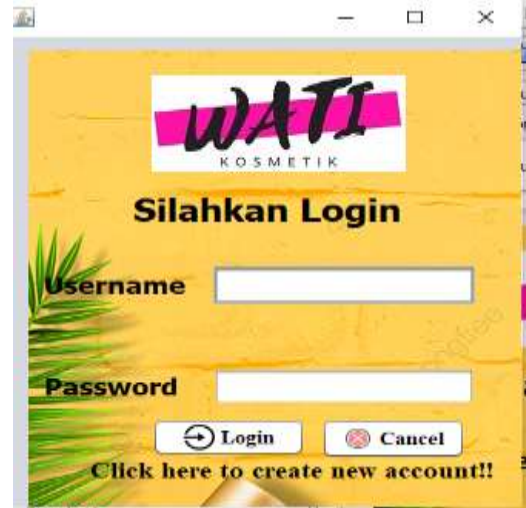 WATI
KOSMETIK
Silahkan Login
Username
Password
Login Cancel
Click here to create new account!!